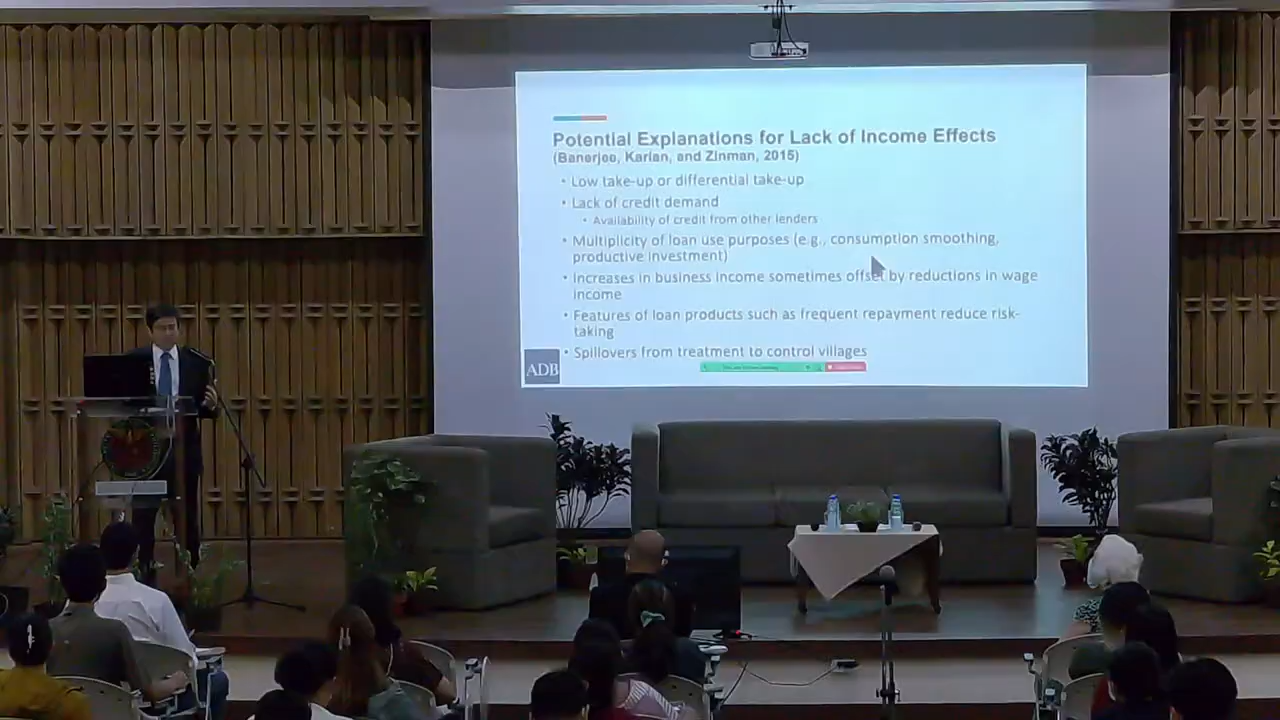 Potential Explanations for Lack of Income Effects
(Banerjee, Karlan, and Zinman, 2015)
• Low take-up or differential take-up
• Lack of credit demand
• Availability of credit from other lenders
• Multiplicity of loan use purposes (e.g., consumption smoothing,
productive investment)
• Increases in business income sometimes offset by reductions in wage
income
• Features of loan products such as frequent repayment reduce risk-
taking
• Spillovers from treatment to control villages
ADB